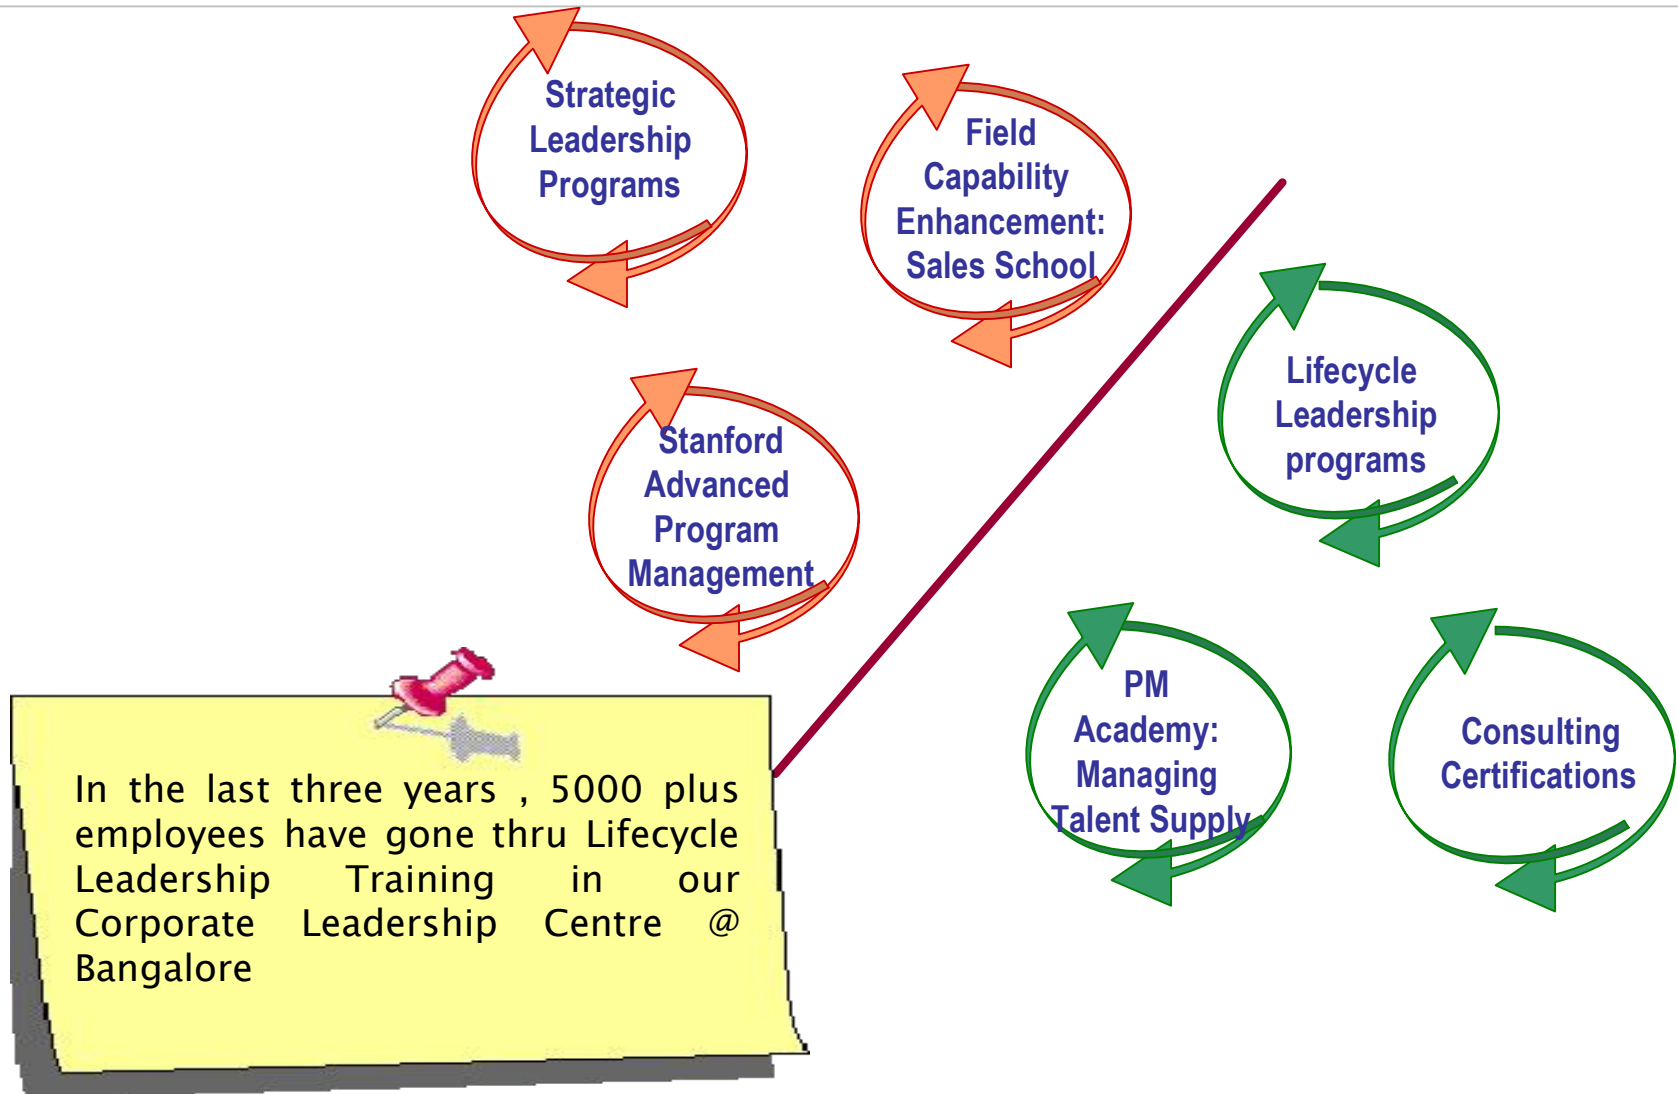 Strategic
Leadership
Programs
Field
Capability
Enhancement:
Sales School
Lifecycle
Leadership
programs
Stanford
Advanced
Program
Management
PM
Academy:
Managing
Talent Supply
Consulting
Certifications
In the last three years , 5000 plus
employees have gone thru Lifecycle
Leadership Training in our
Corporate Leadership Centre @
Bangalore